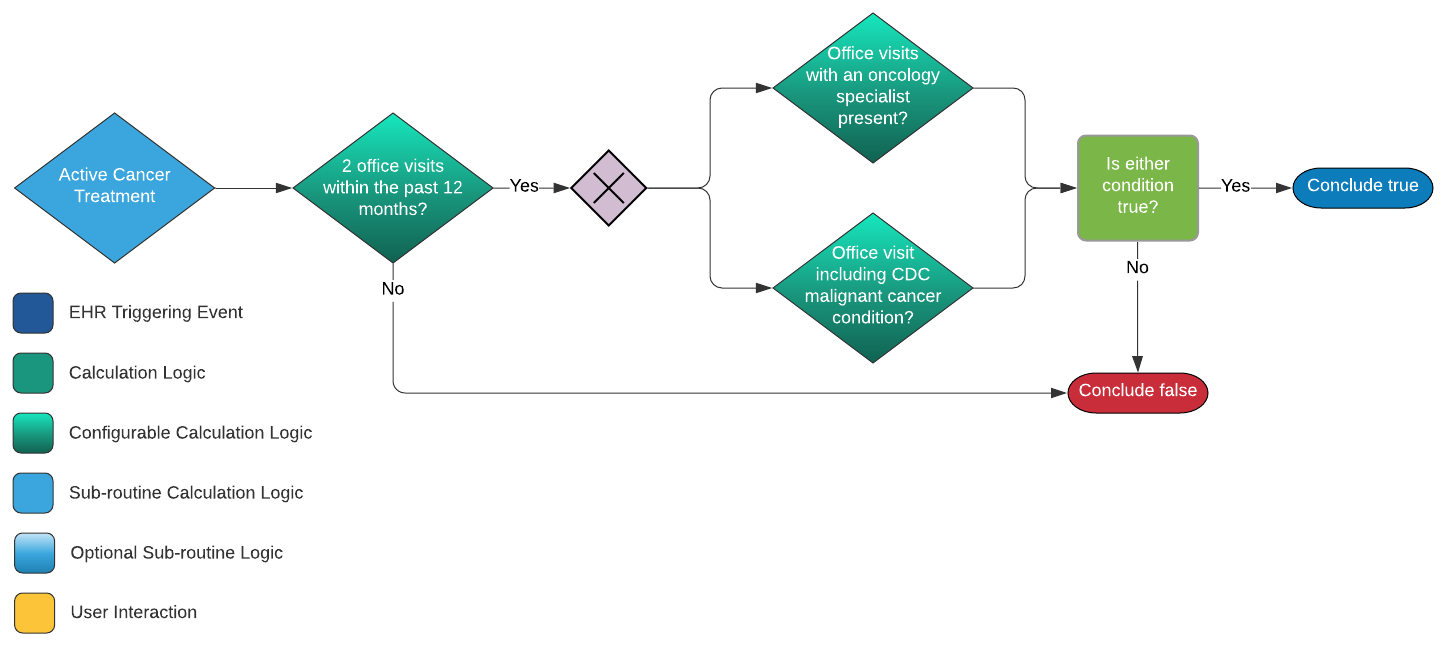 Active Cancer
Treatment
2 office visits
within the past 12
months?
Yes
No
Office visits
with an oncology
specialist
present?
Office visit
including CDC
malignant cancer
condition?
Is either
condition
true?
Yes
Conclude true
No
Conclude false
EHR Triggering Event
Calculation Logic
Configurable Calculation Logic
Sub-routine Calculation Logic
Optional Sub-routine Logic
User Interaction